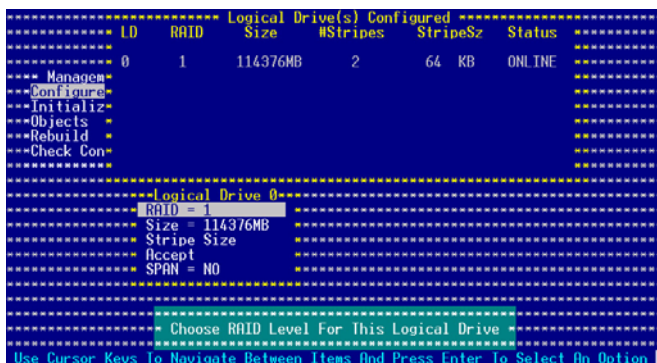 Logical Drive(s) Configured
LD RAID Size #Stripes StripeSz Status
0 1 114376MB 2 64 KB ONLINE
Managem
Configure
Initializ
Objects
Rebuild
Check Con
Logical Drive 0
RAID = 1
Size = 114376MB
Stripe Size
Accept
SPAN = NO
Choose RAID Level For This Logical Drive
Use Cursor Keys To Navigate Between Items And Press Enter To Select An Option